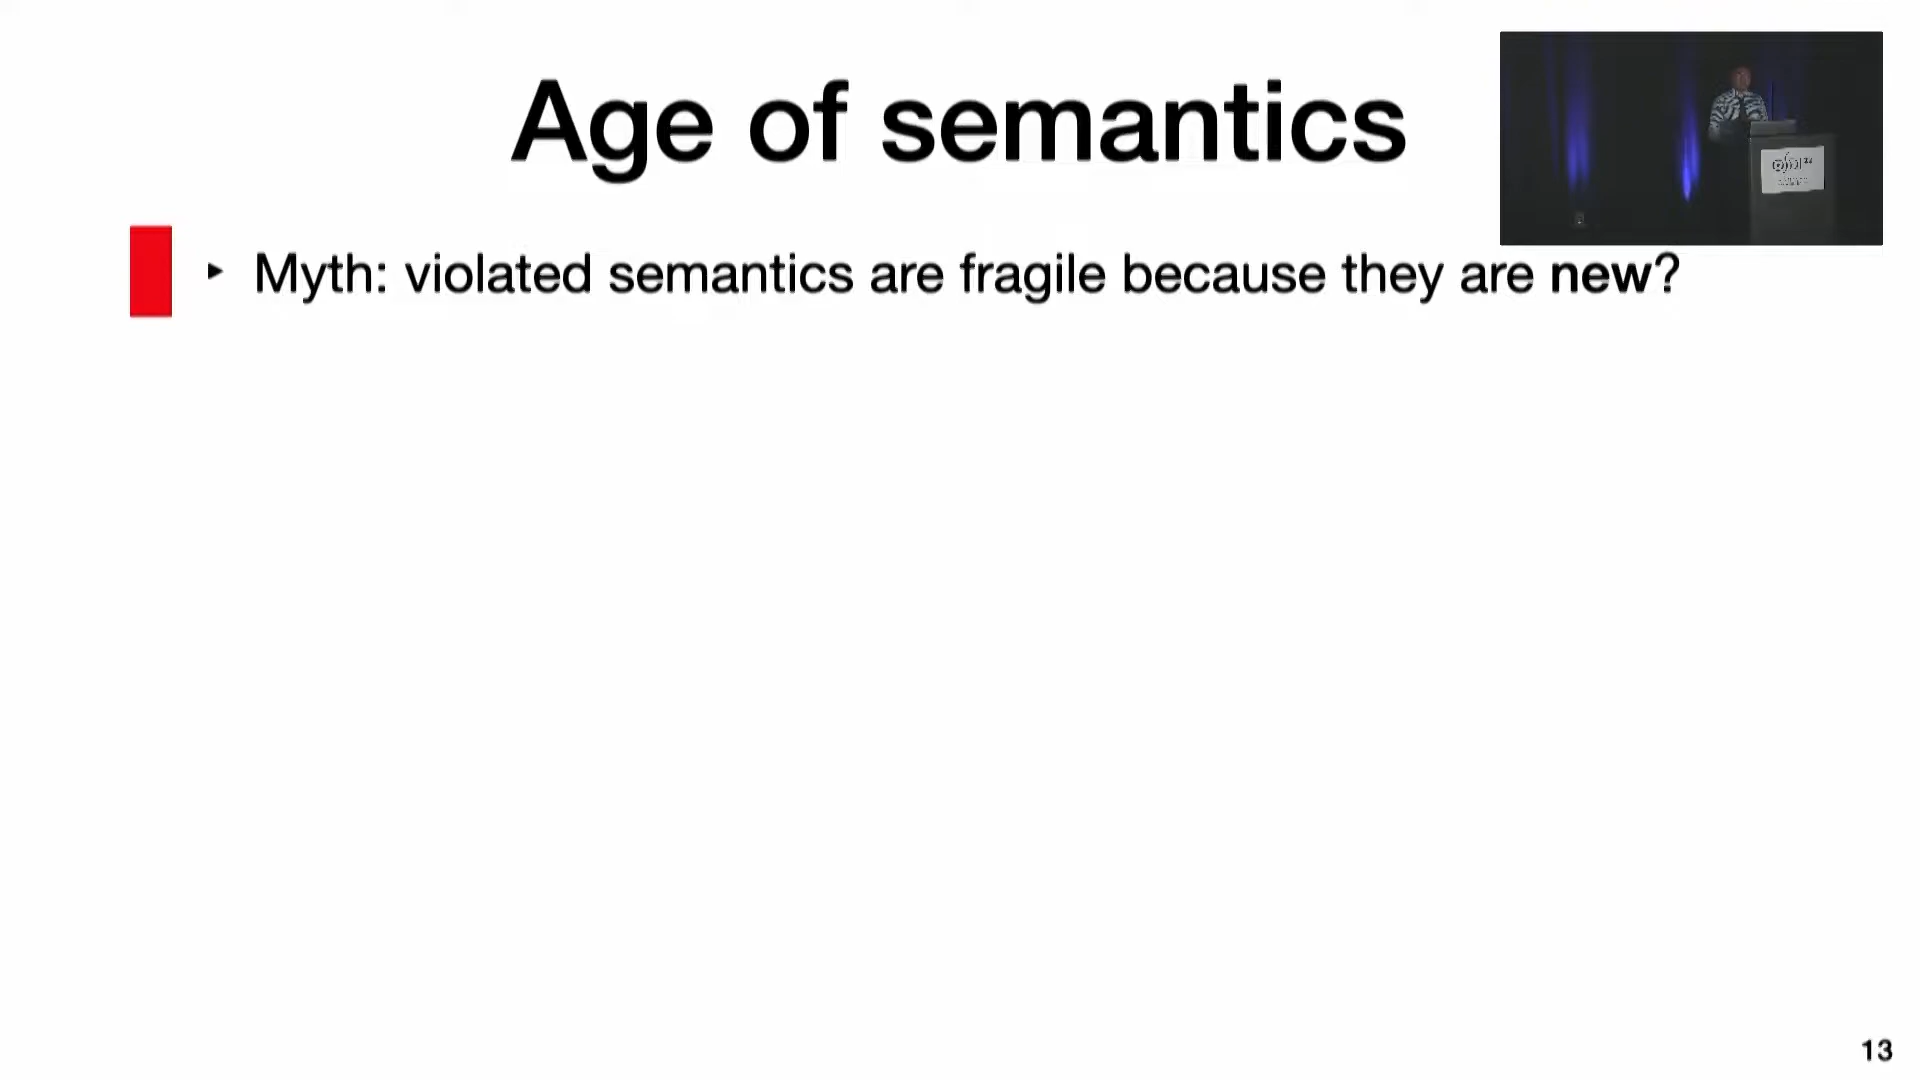 Age of semantics
‣ Myth: violated semantics are fragile because they are new?
13